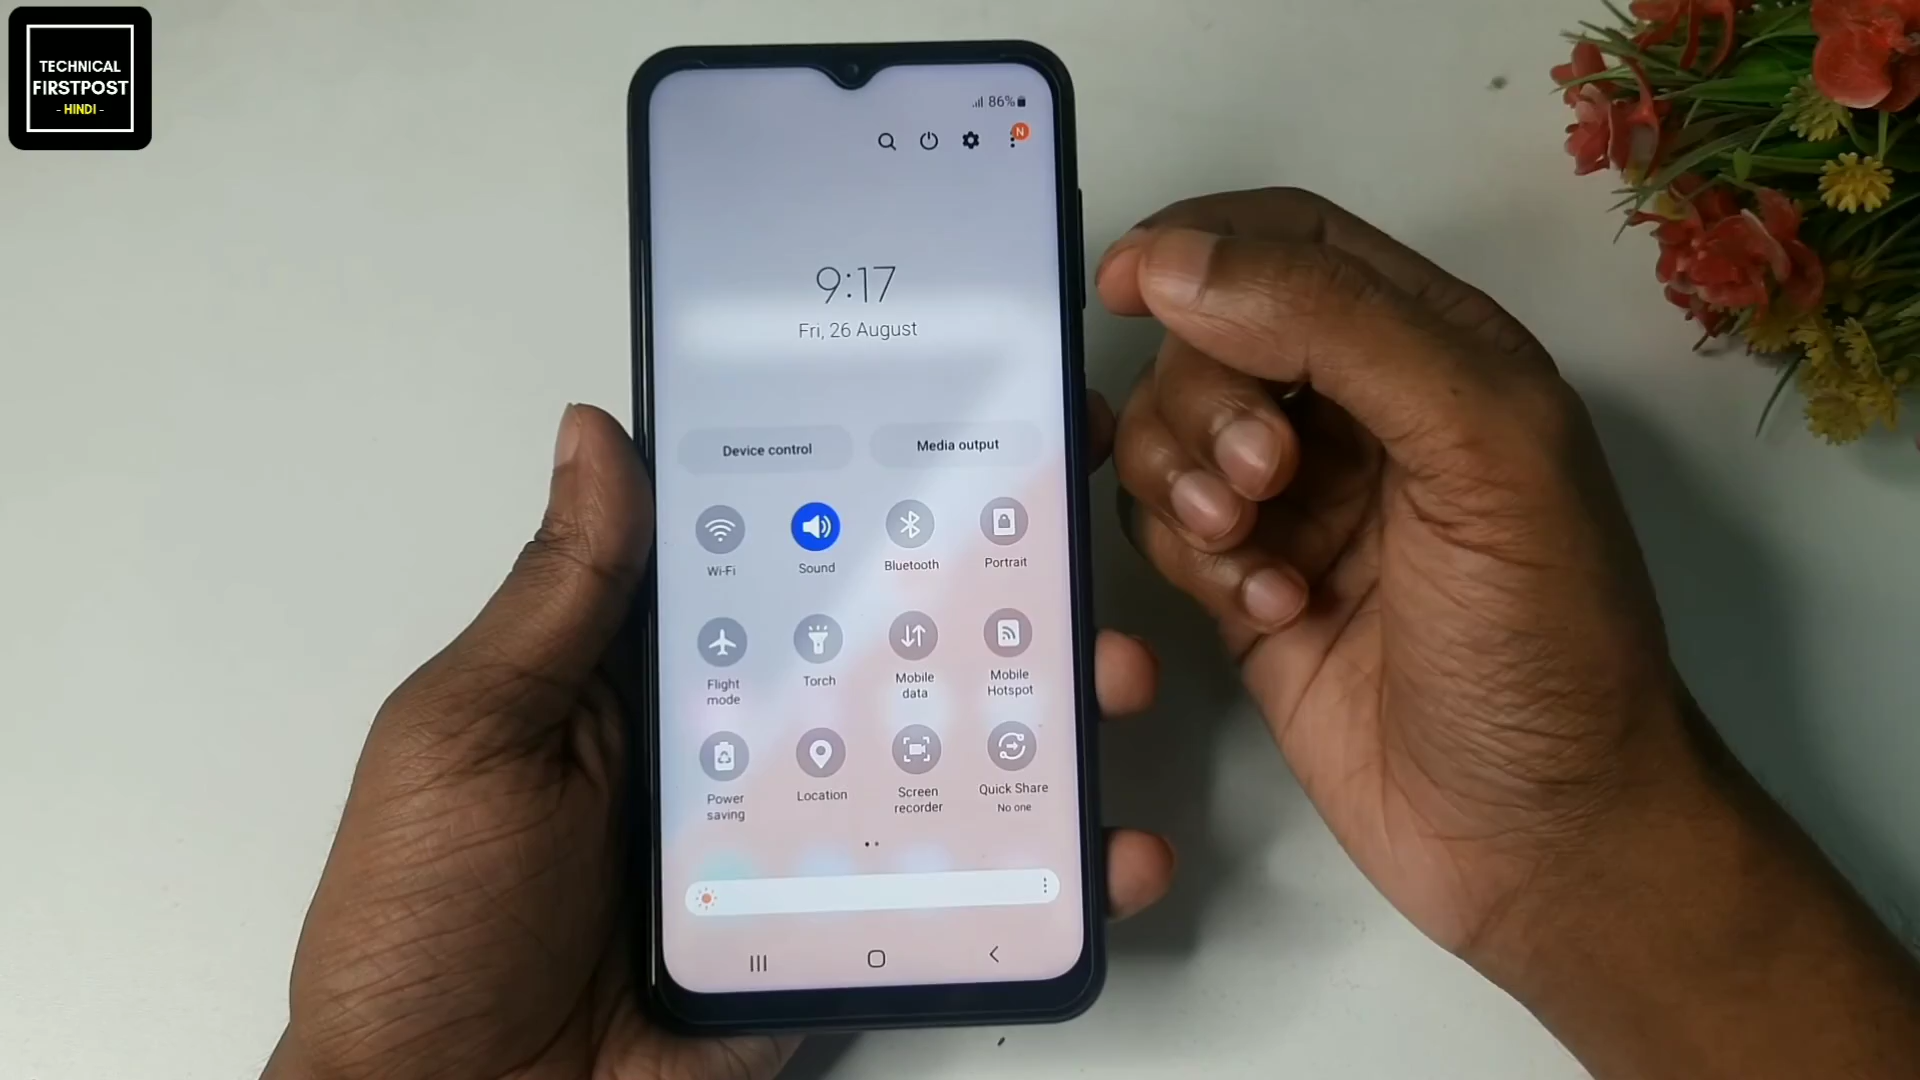 TECHNICAL
FIRSTPOST
- HINDI -
86%
N
9:17
Fri, 26 August
Device control
Media output
Wi-Fi
Sound
Bluetooth
Portrait
Flight
mode
Torch
Mobile
data
Mobile
Hotspot
Power
saving
Location
Screen
recorder
Quick Share
No one